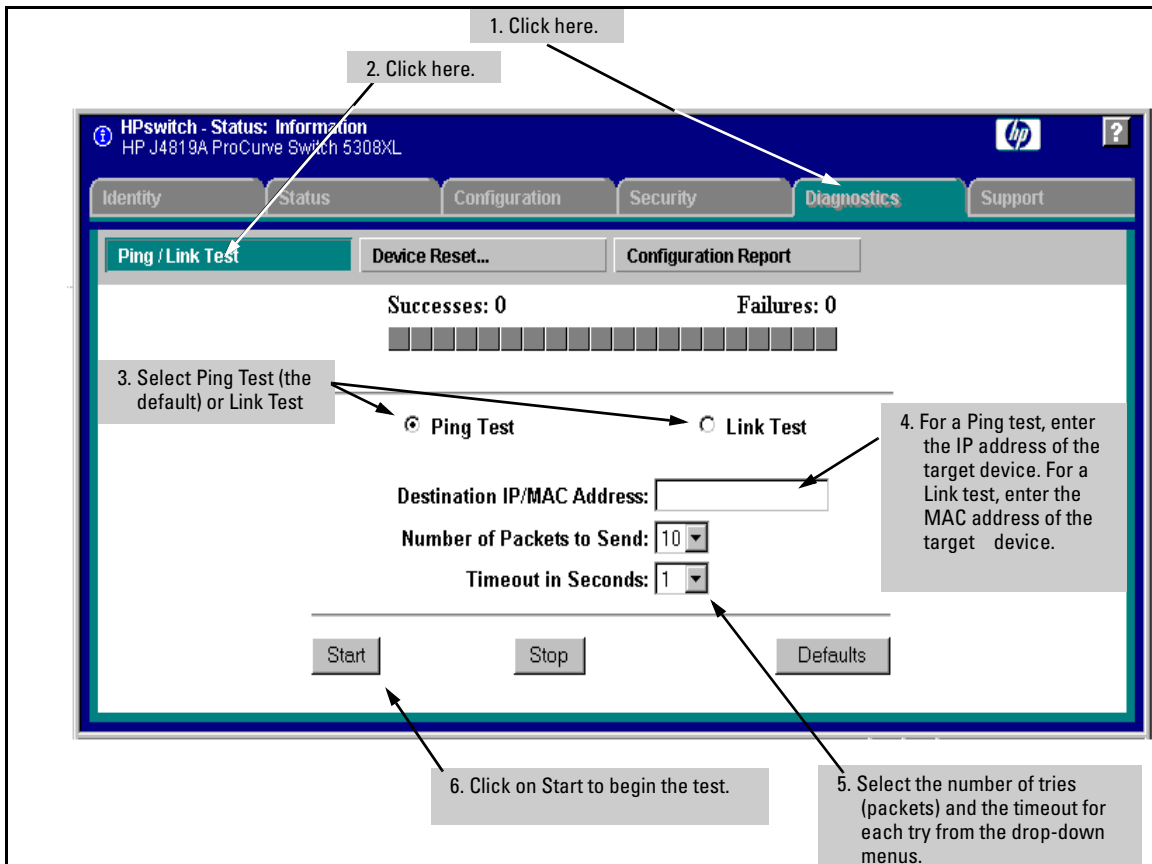 1. Click here.
2. Click here.
HPswitch - Status: Information
HP J4819A ProCurve Switch 5308XL
hp
?
Identity
Status
Configuration
Security
Diagnostics
Support
Ping / Link Test
Device Reset...
Configuration Report
Successes: 0
Failures: 0
3. Select Ping Test (the
default) or Link Test
Ping Test
Link Test
4. For a Ping test, enter
the IP address of the
target device. For a
Link test, enter the
MAC address of the
target device.
Destination IP/MAC Address:
Number of Packets to Send: 10
Timeout in Seconds: 1
Start
Stop
Defaults
6. Click on Start to begin the test.
5. Select the number of tries
(packets) and the timeout for
each try from the drop-down
menus.